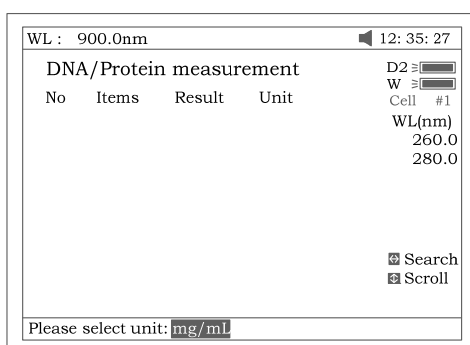 WL : 900.0nm 12: 35: 27
DNA/Protein measurement
No Items Result Unit
D2
W
Cell #1
WL(nm)
260.0
280.0
Search
Scroll
Please select unit: mg/mL